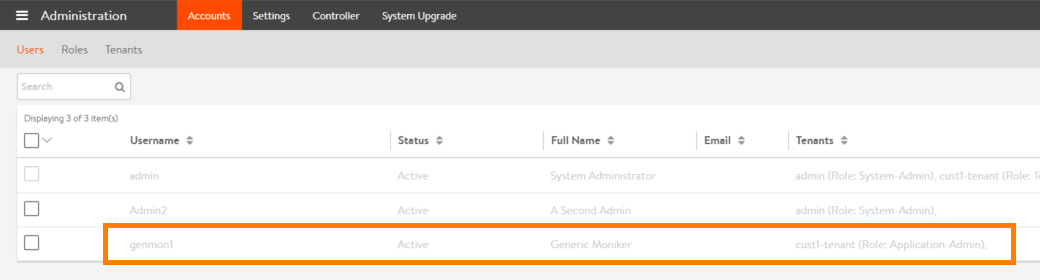 Administration Accounts Settings Controller System Upgrade
Users Roles Tenants
Search
Displaying 3 of 3 item(s)
Username Status Full Name Email Tenants
admin Active System Administrator admin (Role: System-Admin), cust1-tenant (Role: T
Admin2 Active A Second Admin admin (Role: System-Admin),
genmon1 Active Generic Moniker cust1-tenant (Role: Application-Admin),